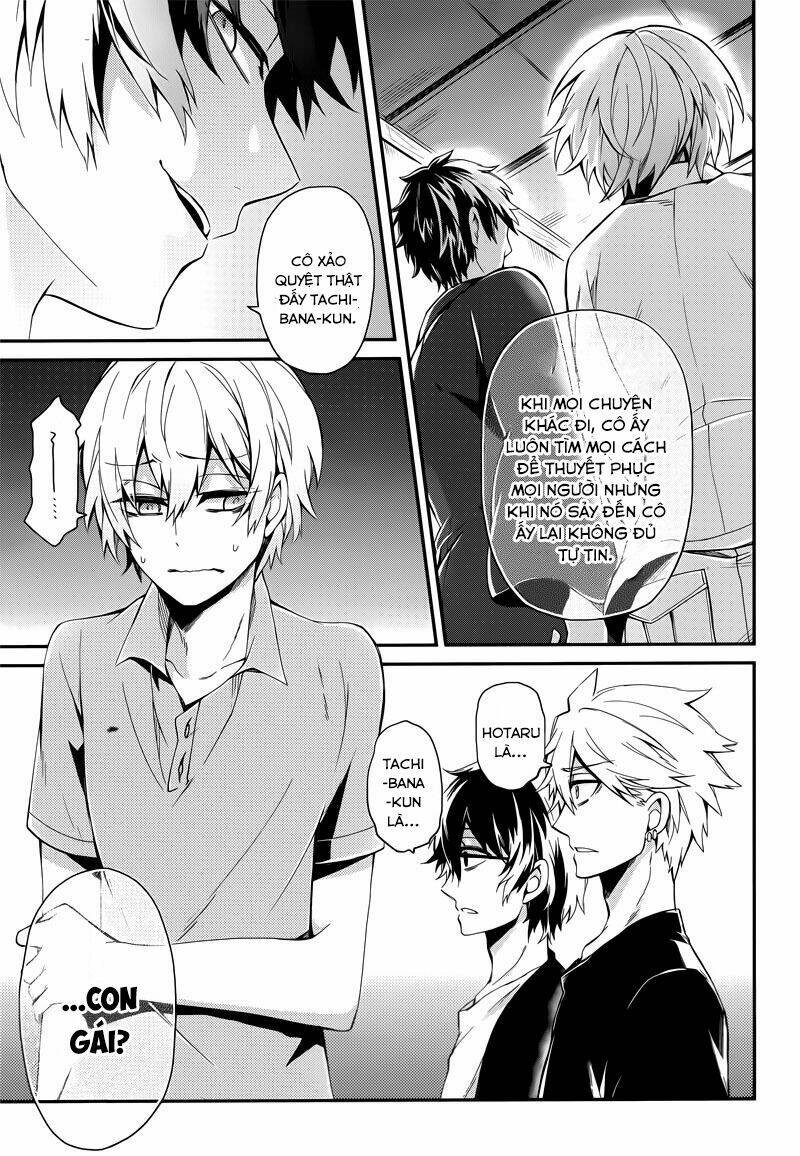 KHI MỌI CHUYỆN
KHÁC ĐI, CÔ ẤY
LUÔN TÌM MỌI CÁCH
ĐỂ THUYẾT PHỤC
MỌI NGƯỜI NHƯNG
KHI NÓ SẢY ĐẾN CÔ
ẤY LẠI KHÔNG ĐỦ
TỰ TIN.
CÔ XẢO
QUYỆT THẬT
ĐẤY TACHI-
BANA-KUN.
HOTARU
LÀ...
TACHI
-BANA
-KUN
LÀ...
...CON
GÁI?